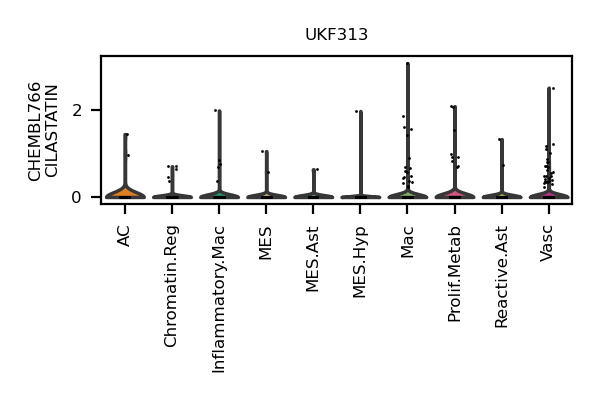 UKF313
CHEMBL766
CILASTATIN
2
0
AC
Chromatin.Reg
Inflammatory.Mac
MES
MES.Ast
MES.Hyp
Mac
Prolif.Metab
Reactive.Ast
Vasc